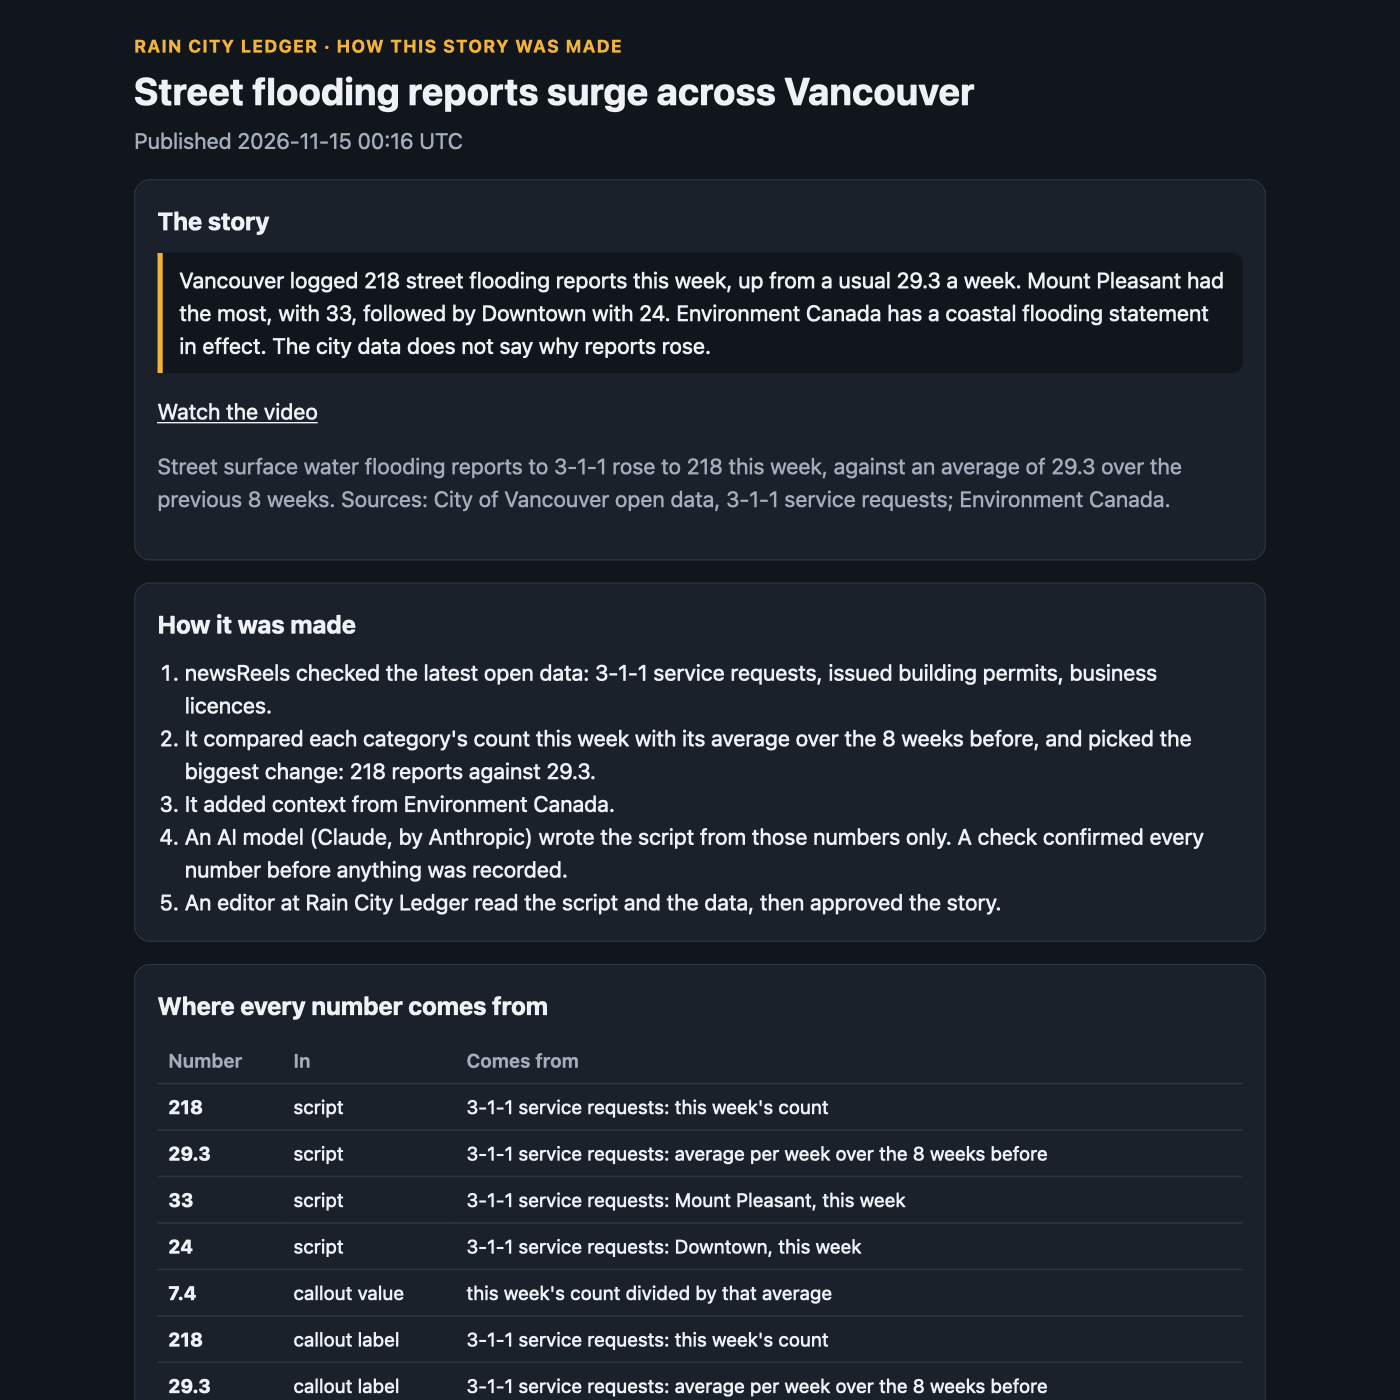 RAIN CITY LEDGER · HOW THIS STORY WAS MADE
Street flooding reports surge across Vancouver
Published 2026-11-15 00:16 UTC
The story
Vancouver logged 218 street flooding reports this week, up from a usual 29.3 a week. Mount Pleasant had
the most, with 33, followed by Downtown with 24. Environment Canada has a coastal flooding statement
in effect. The city data does not say why reports rose.
Watch the video
Street surface water flooding reports to 3-1-1 rose to 218 this week, against an average of 29.3 over the
previous 8 weeks. Sources: City of Vancouver open data, 3-1-1 service requests; Environment Canada.
How it was made
1. newsReels checked the latest open data: 3-1-1 service requests, issued building permits, business
licences.
2. It compared each category's count this week with its average over the 8 weeks before, and picked the
biggest change: 218 reports against 29.3.
3. It added context from Environment Canada.
4. An AI model (Claude, by Anthropic) wrote the script from those numbers only. A check confirmed every
number before anything was recorded.
5. An editor at Rain City Ledger read the script and the data, then approved the story.
Where every number comes from
Number In Comes from
218 script 3-1-1 service requests: this week's count
29.3 script 3-1-1 service requests: average per week over the 8 weeks before
33 script 3-1-1 service requests: Mount Pleasant, this week
24 script 3-1-1 service requests: Downtown, this week
7.4 callout value this week's count divided by that average
218 callout label 3-1-1 service requests: this week's count
29.3 callout label 3-1-1 service requests: average per week over the 8 weeks before